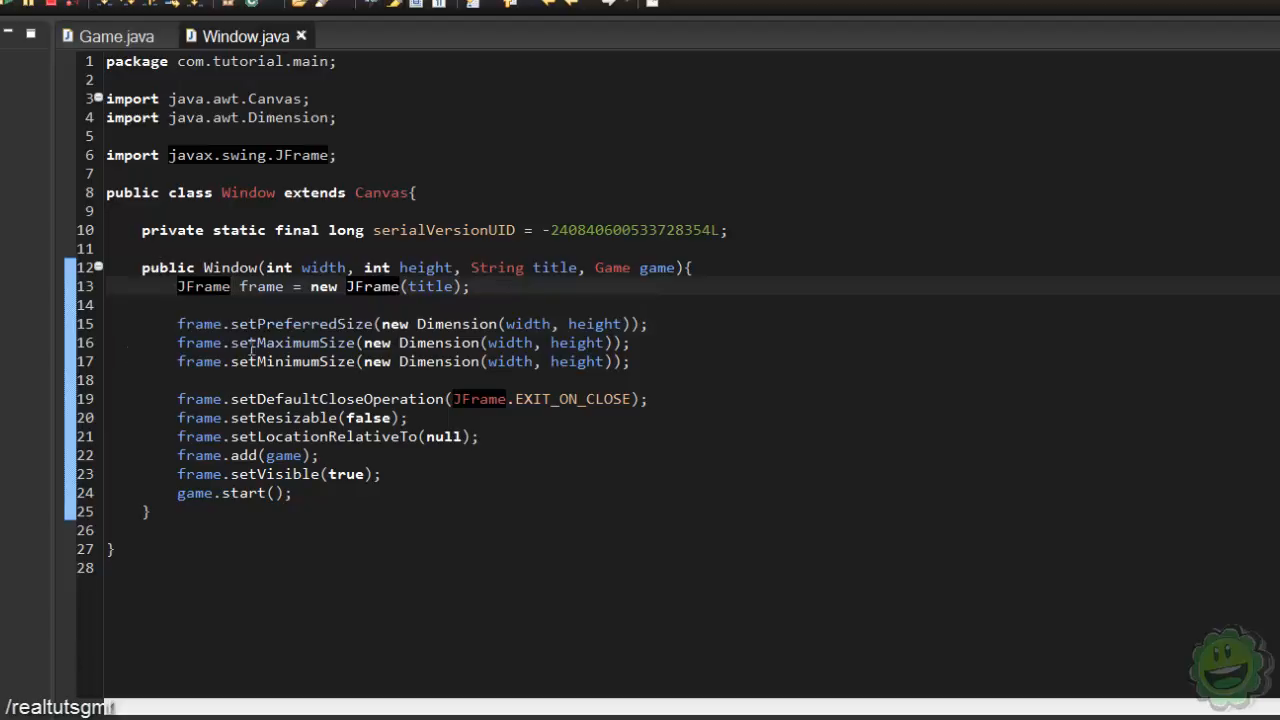 Game.java Window.java
1 package com.tutorial.main;
2
3 import java.awt.Canvas;
4 import java.awt.Dimension;
5
6 import javax.swing.JFrame;
7
8 public class Window extends Canvas{
9
10 private static final long serialVersionUID = -240840600533728354L;
11
12 public Window(int width, int height, String title, Game game){
13 JFrame frame = new JFrame(title);
14
15 frame.setPreferredSize(new Dimension(width, height));
16 frame.setMaximumSize(new Dimension(width, height));
17 frame.setMinimumSize(new Dimension(width, height));
18
19 frame.setDefaultCloseOperation(JFrame.EXIT_ON_CLOSE);
20 frame.setResizable(false);
21 frame.setLocationRelativeTo(null);
22 frame.add(game);
23 frame.setVisible(true);
24 game.start();
25 }
26
27 }
28
/realtutsgml